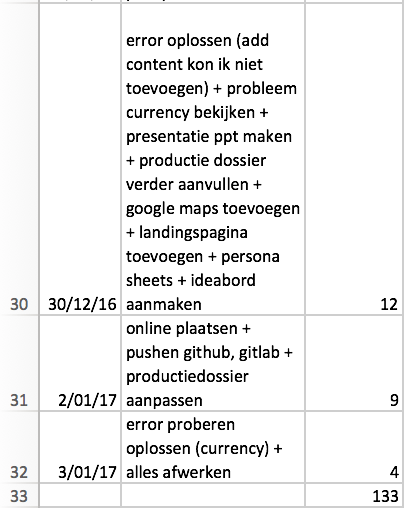 error oplossen (add
content kon ik niet
toevoegen) + probleem
currency bekijken +
presentatie ppt maken
+ productie dossier
verder aanvullen +
google maps toevoegen
+ landingspagina
toevoegen + persona
sheets + ideabord
30 30/12/16 aanmaken 12
online plaatsen +
pushen github, gitlab +
productiedossier
31 2/01/17 aanpassen 9
error proberen
oplossen (currency) +
32 3/01/17 alles afwerken 4
33 133